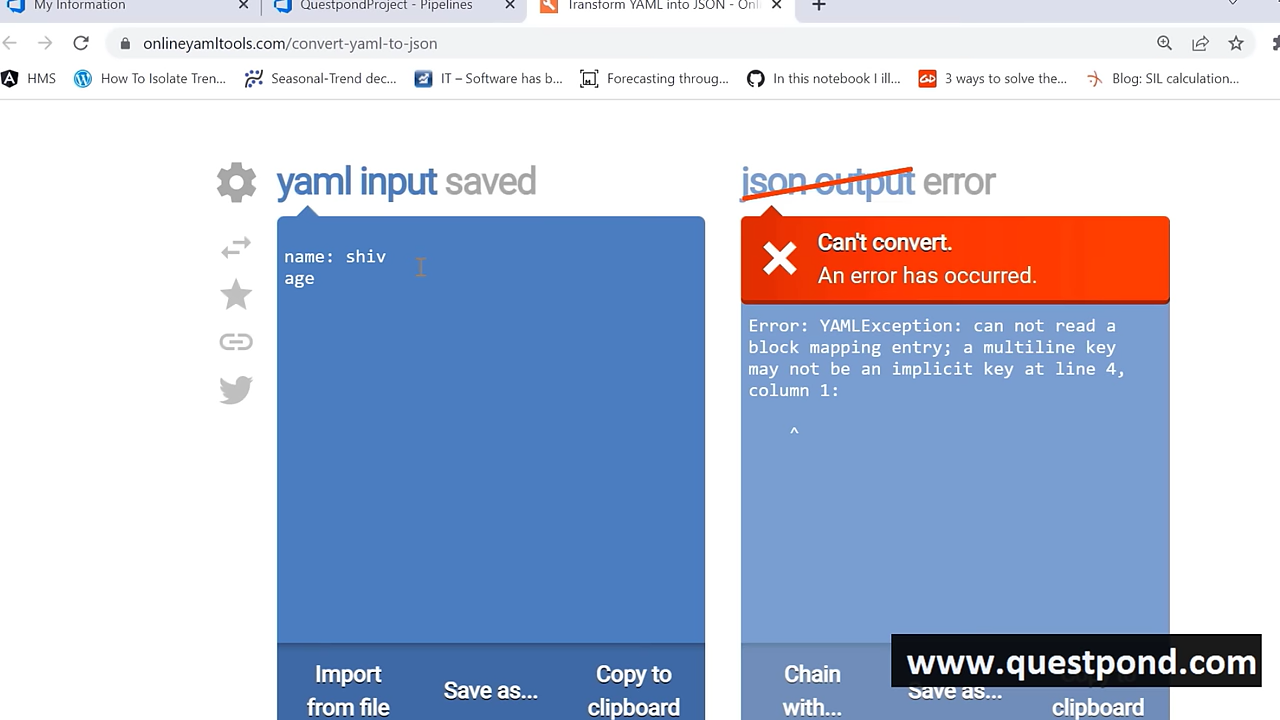 My Information
QuestpondProject - Pipelines
Transform YAML into JSON - Onli
onlineyamltools.com/convert-yaml-to-json
HMS
How To Isolate Tren...
Seasonal-Trend dec...
IT – Software has b...
Forecasting throug...
In this notebook I ill...
3 ways to solve the...
Blog: SIL calculation...
yaml input saved
json output error
name: shiv
age
Can't convert.
An error has occurred.
Error: YAMLException: can not read a
block mapping entry; a multiline key
may not be an implicit key at line 4,
column 1:
^
www.questpond.com
Import
from file
Save as...
Copy to
clipboard
Chain
with...
Save as...
clipboard